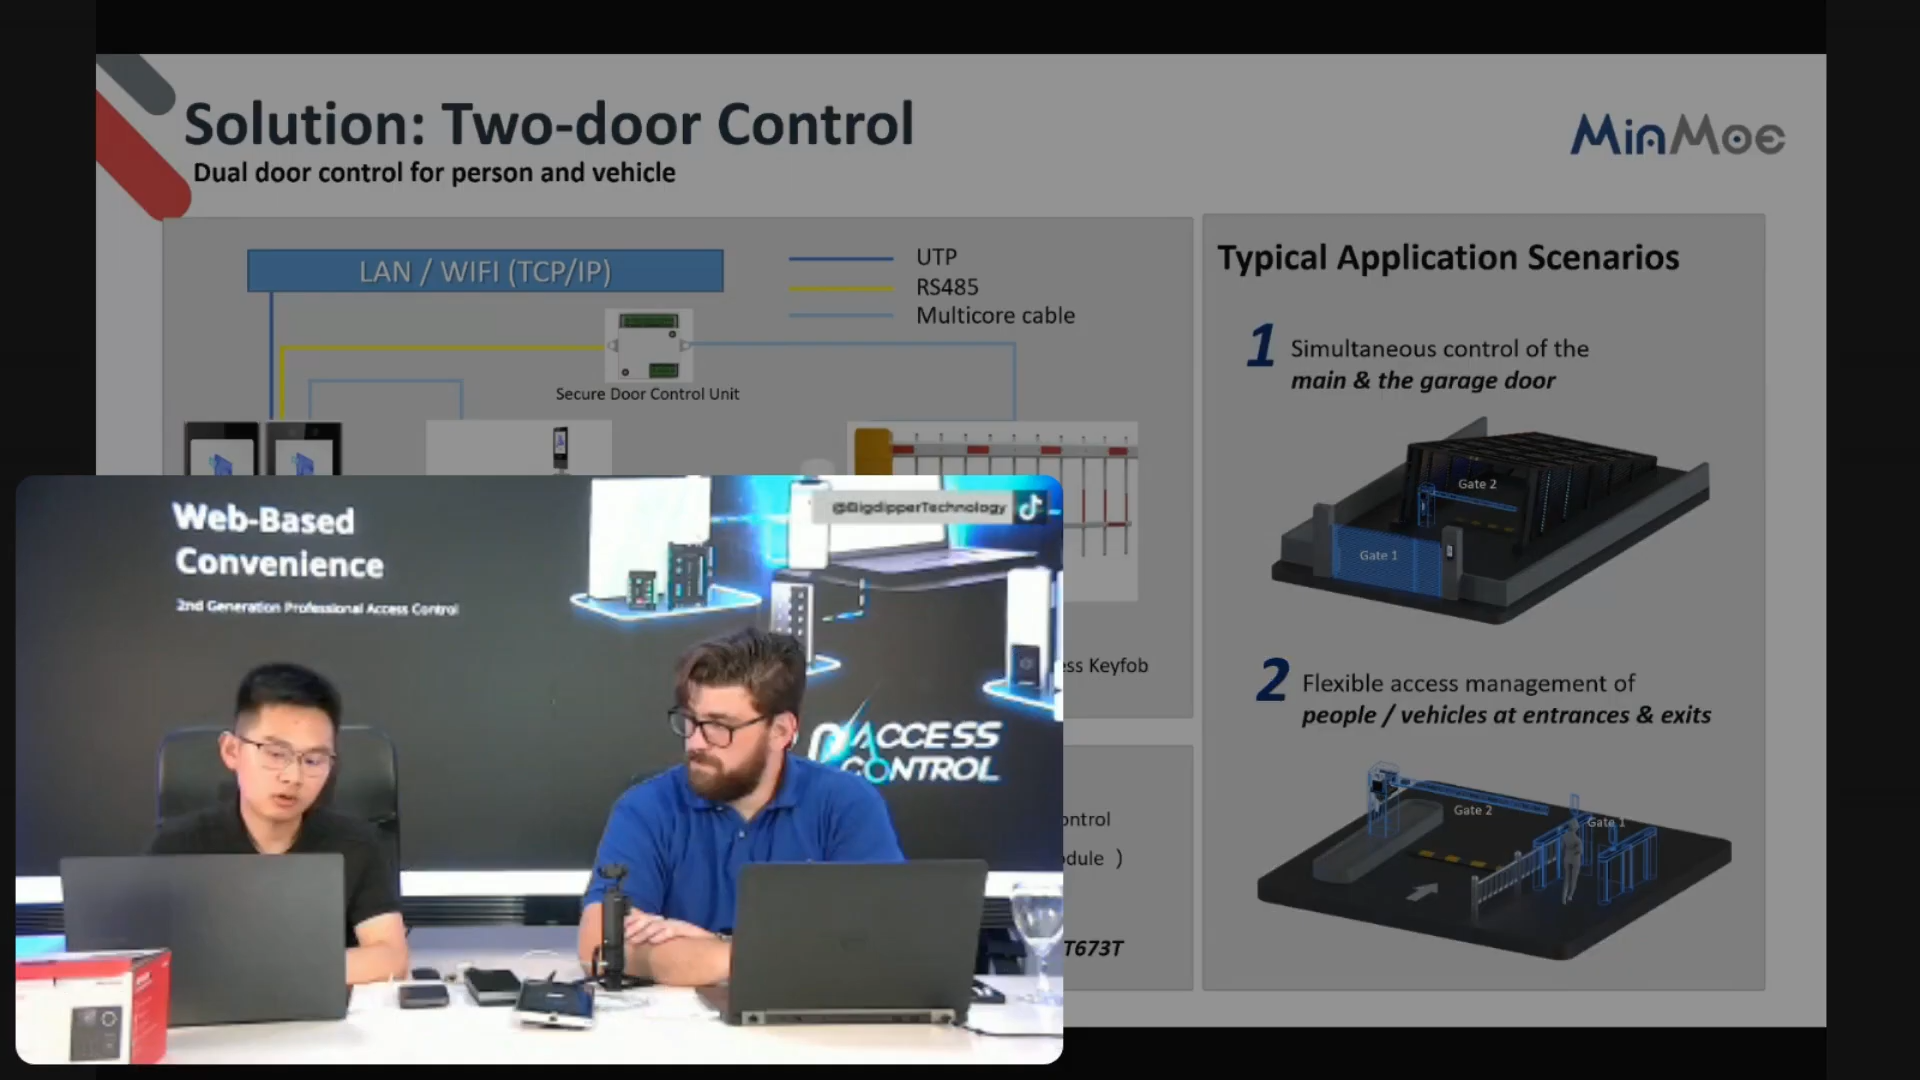 Solution: Two-door Control
Dual door control for person and vehicle
MinMoe
LAN / WIFI (TCP/IP)
UTP
RS485
Multicore cable
Secure Door Control Unit
Typical Application Scenarios
1 Simultaneous control of the
main & the garage door
Gate 2
Gate 1
2 Flexible access management of
people / vehicles at entrances & exits
Gate 2
Gate 1
Keyfob
)
T673T
Web-Based
Convenience
2nd Generation Professional Access Control
@BigdipperTechnology
ACCESS
CONTROL